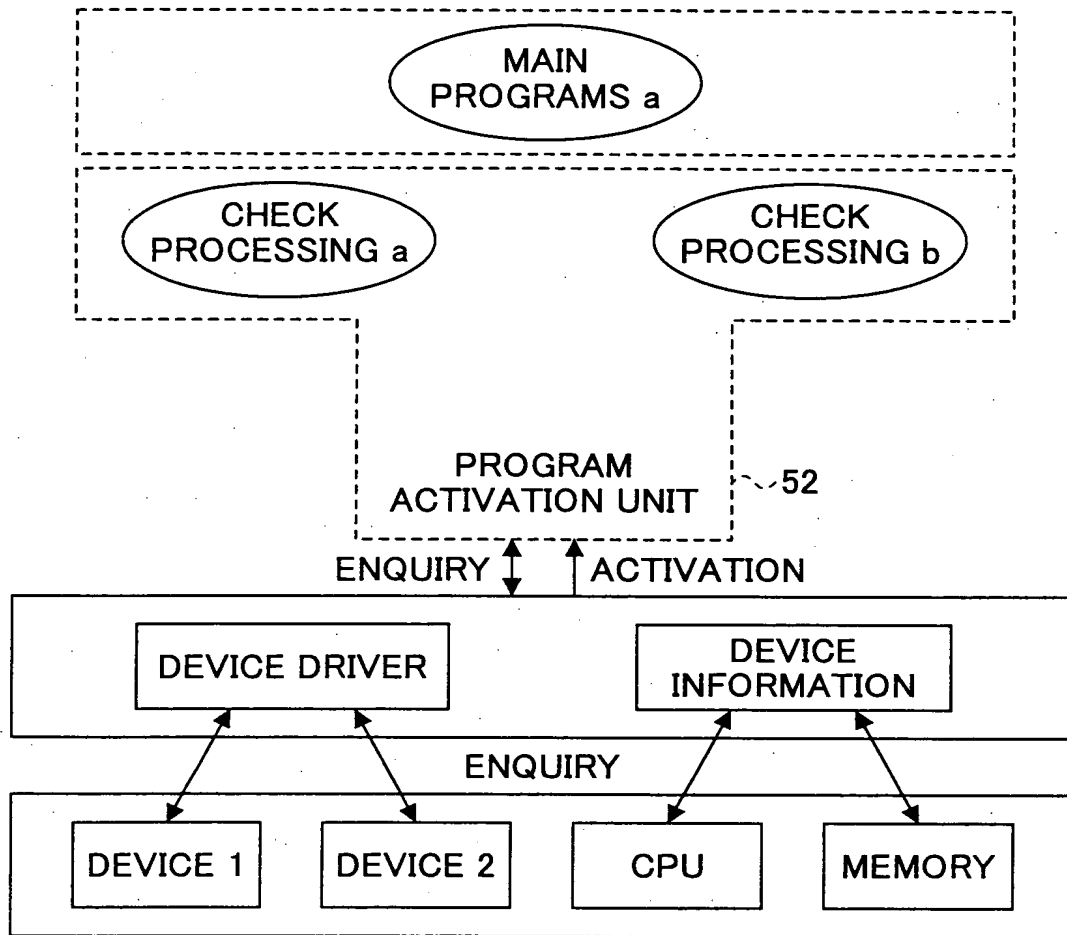 MAIN
PROGRAMS a
CHECK
PROCESSING a
CHECK
PROCESSING b
PROGRAM
ACTIVATION UNIT
52
ENQUIRY
ACTIVATION
DEVICE DRIVER
DEVICE
INFORMATION
ENQUIRY
DEVICE 1
DEVICE 2
CPU
MEMORY